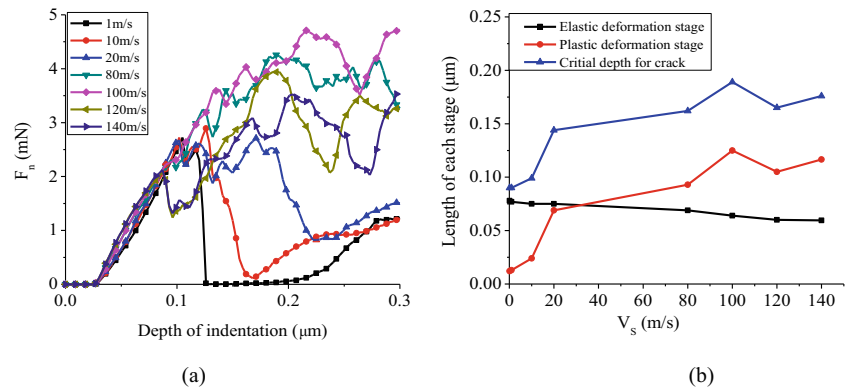 1m/s
10m/s
20m/s
80m/s
100m/s
120m/s
140m/s
5
4
3
2
1
0
Fn (mN)
0.0 0.1 0.2 0.3
Depth of indentation (μm)
(a)
Elastic deformation stage
Plastic deformation stage
Critial depth for crack
0.25
0.20
0.15
0.10
0.05
0.00
Length of each stage (μm)
0 20 40 60 80 100 120 140
VS (m/s)
(b)